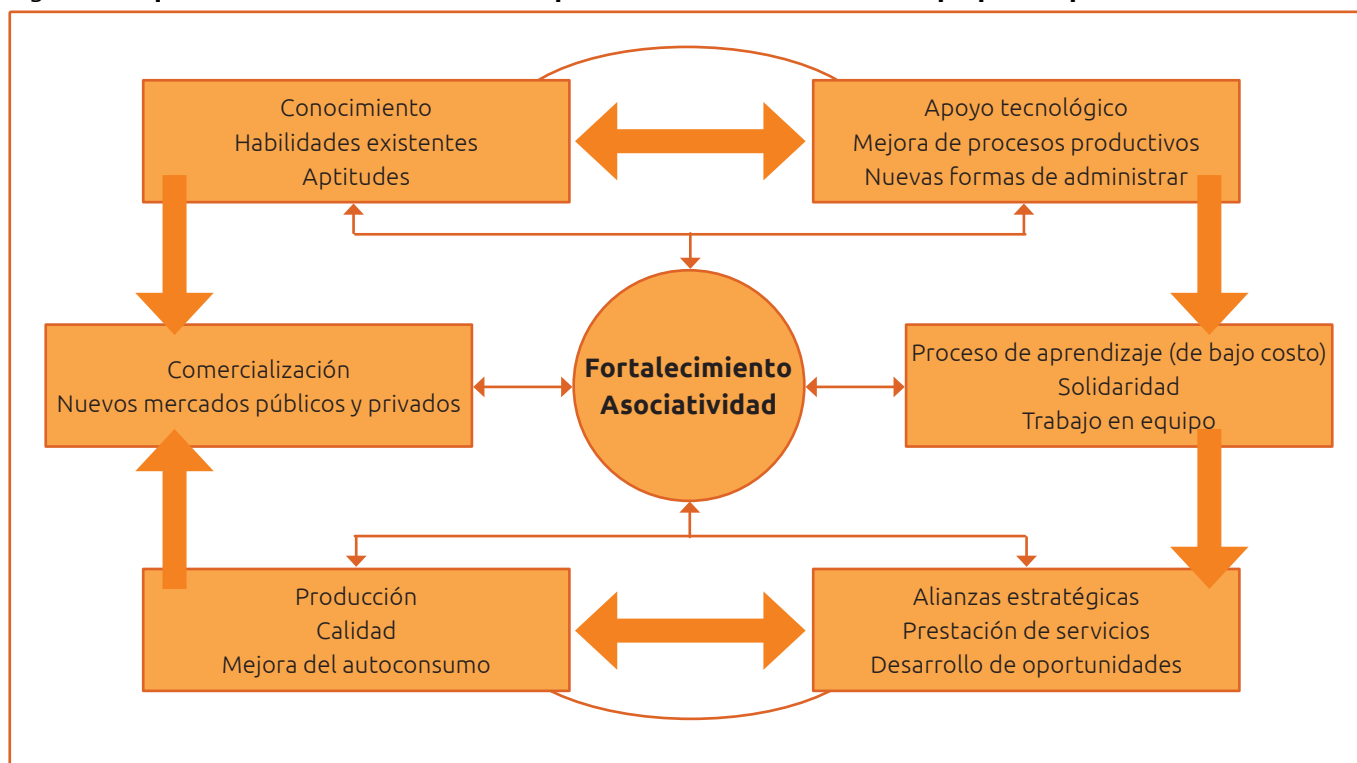 Conocimiento
Habilidades existentes
Aptitudes
Apoyo tecnológico
Mejora de procesos productivos
Nuevas formas de administrar
Comercialización
Nuevos mercados públicos y privados
Fortalecimiento
Asociatividad
Proceso de aprendizaje (de bajo costo)
Solidaridad
Trabajo en equipo
Producción
Calidad
Mejora del autoconsumo
Alianzas estratégicas
Prestación de servicios
Desarrollo de oportunidades